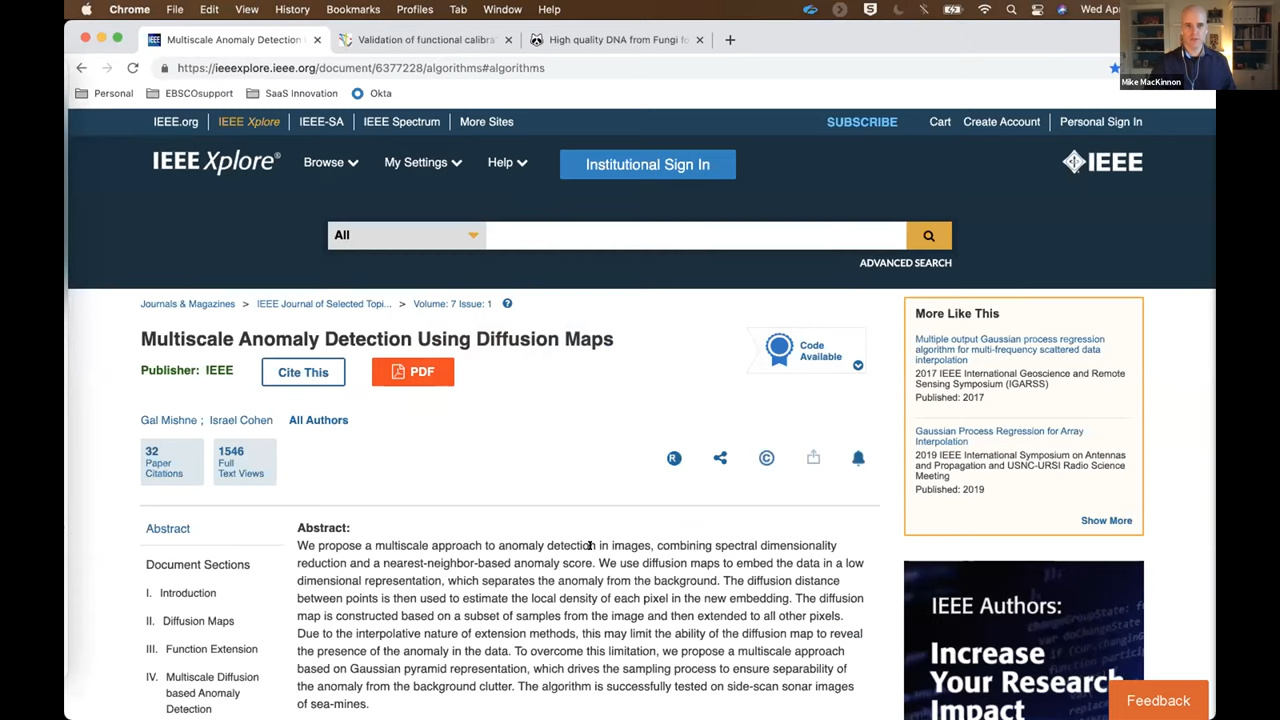 Chrome File Edit View History Bookmarks Profiles Tab Window Help Wed Apr
Multiscale Anomaly Detection Validation of functional calibra High quality DNA from Fungi fo
https://ieeexplore.ieee.org/document/6377228/algorithms#algorithms
Mike MacKinnon
Personal EBSCOsupport SaaS Innovation Okta
IEEE.org IEEE Xplore IEEE-SA IEEE Spectrum More Sites SUBSCRIBE Cart Create Account Personal Sign In
IEEE Xplore® Browse My Settings Help Institutional Sign In IEEE
All
ADVANCED SEARCH
Journals & Magazines > IEEE Journal of Selected Topi... > Volume: 7 Issue: 1 ?
Multiscale Anomaly Detection Using Diffusion Maps
Code
Available
Publisher: IEEE Cite This PDF
Gal Mishne ; Israel Cohen All Authors
32
Paper
Citations
1546
Full
Text Views
R ©
Abstract
Document Sections
I. Introduction
II. Diffusion Maps
III. Function Extension
IV. Multiscale Diffusion
based Anomaly
Detection
Abstract:
We propose a multiscale approach to anomaly detection in images, combining spectral dimensionality
reduction and a nearest-neighbor-based anomaly score. We use diffusion maps to embed the data in a low
dimensional representation, which separates the anomaly from the background. The diffusion distance
between points is then used to estimate the local density of each pixel in the new embedding. The diffusion
map is constructed based on a subset of samples from the image and then extended to all other pixels.
Due to the interpolative nature of extension methods, this may limit the ability of the diffusion map to reveal
the presence of the anomaly in the data. To overcome this limitation, we propose a multiscale approach
based on Gaussian pyramid representation, which drives the sampling process to ensure separability of
the anomaly from the background clutter. The algorithm is successfully tested on side-scan sonar images
of sea-mines.
More Like This
Multiple output Gaussian process regression
algorithm for multi-frequency scattered data
interpolation
2017 IEEE International Geoscience and Remote
Sensing Symposium (IGARSS)
Published: 2017
Gaussian Process Regression for Array
Interpolation
2019 IEEE International Symposium on Antennas
and Propagation and USNC-URSI Radio Science
Meeting
Published: 2019
Show More
IEEE Authors:
Increase
Your Research
Impact
Feedback